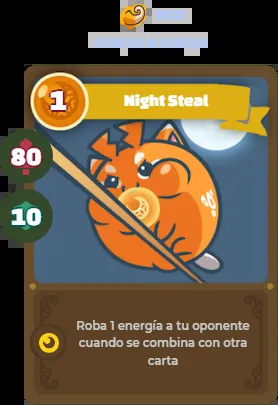 1
Night Steal
80
10
Roba 1 energía a tu oponente
cuando se combina con otra
carta